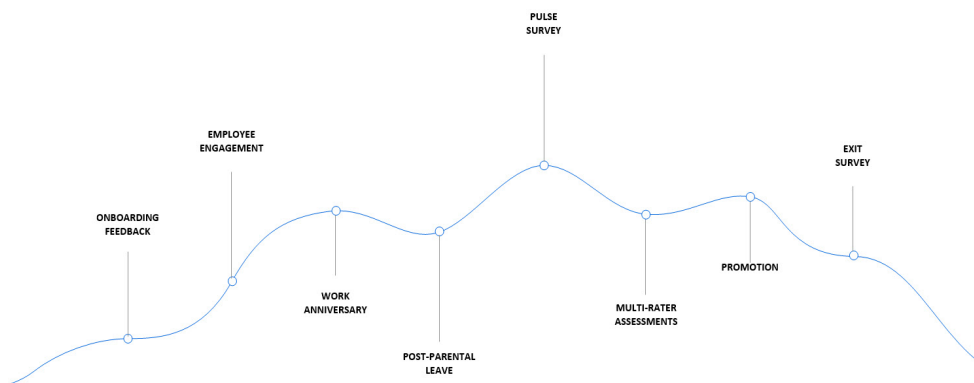 PULSE
SURVEY
EMPLOYEE
ENGAGEMENT
EXIT
SURVEY
ONBOARDING
FEEDBACK
PROMOTION
WORK
ANNIVERSARY
MULTI-RATER
ASSESSMENTS
POST-PARENTAL
LEAVE